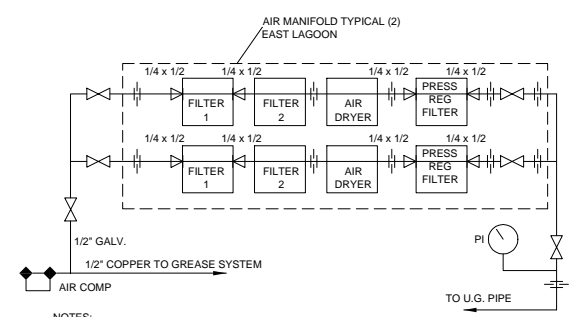 AIR MANIFOLD TYPICAL (2)
EAST LAGOON
1/4 x 1/2
1/4 x 1/2
1/4 x 1/2
1/4 x 1/2
FILTER
1
FILTER
2
AIR
DRYER
PRESS
REG
FILTER
1/4 x 1/2
1/4 x 1/2
1/4 x 1/2
1/4 x 1/2
FILTER
1
FILTER
2
AIR
DRYER
PRESS
REG
FILTER
1/2" GALV.
PI
1/2" COPPER TO GREASE SYSTEM
AIR COMP
TO U.G. PIPE
NOTES: